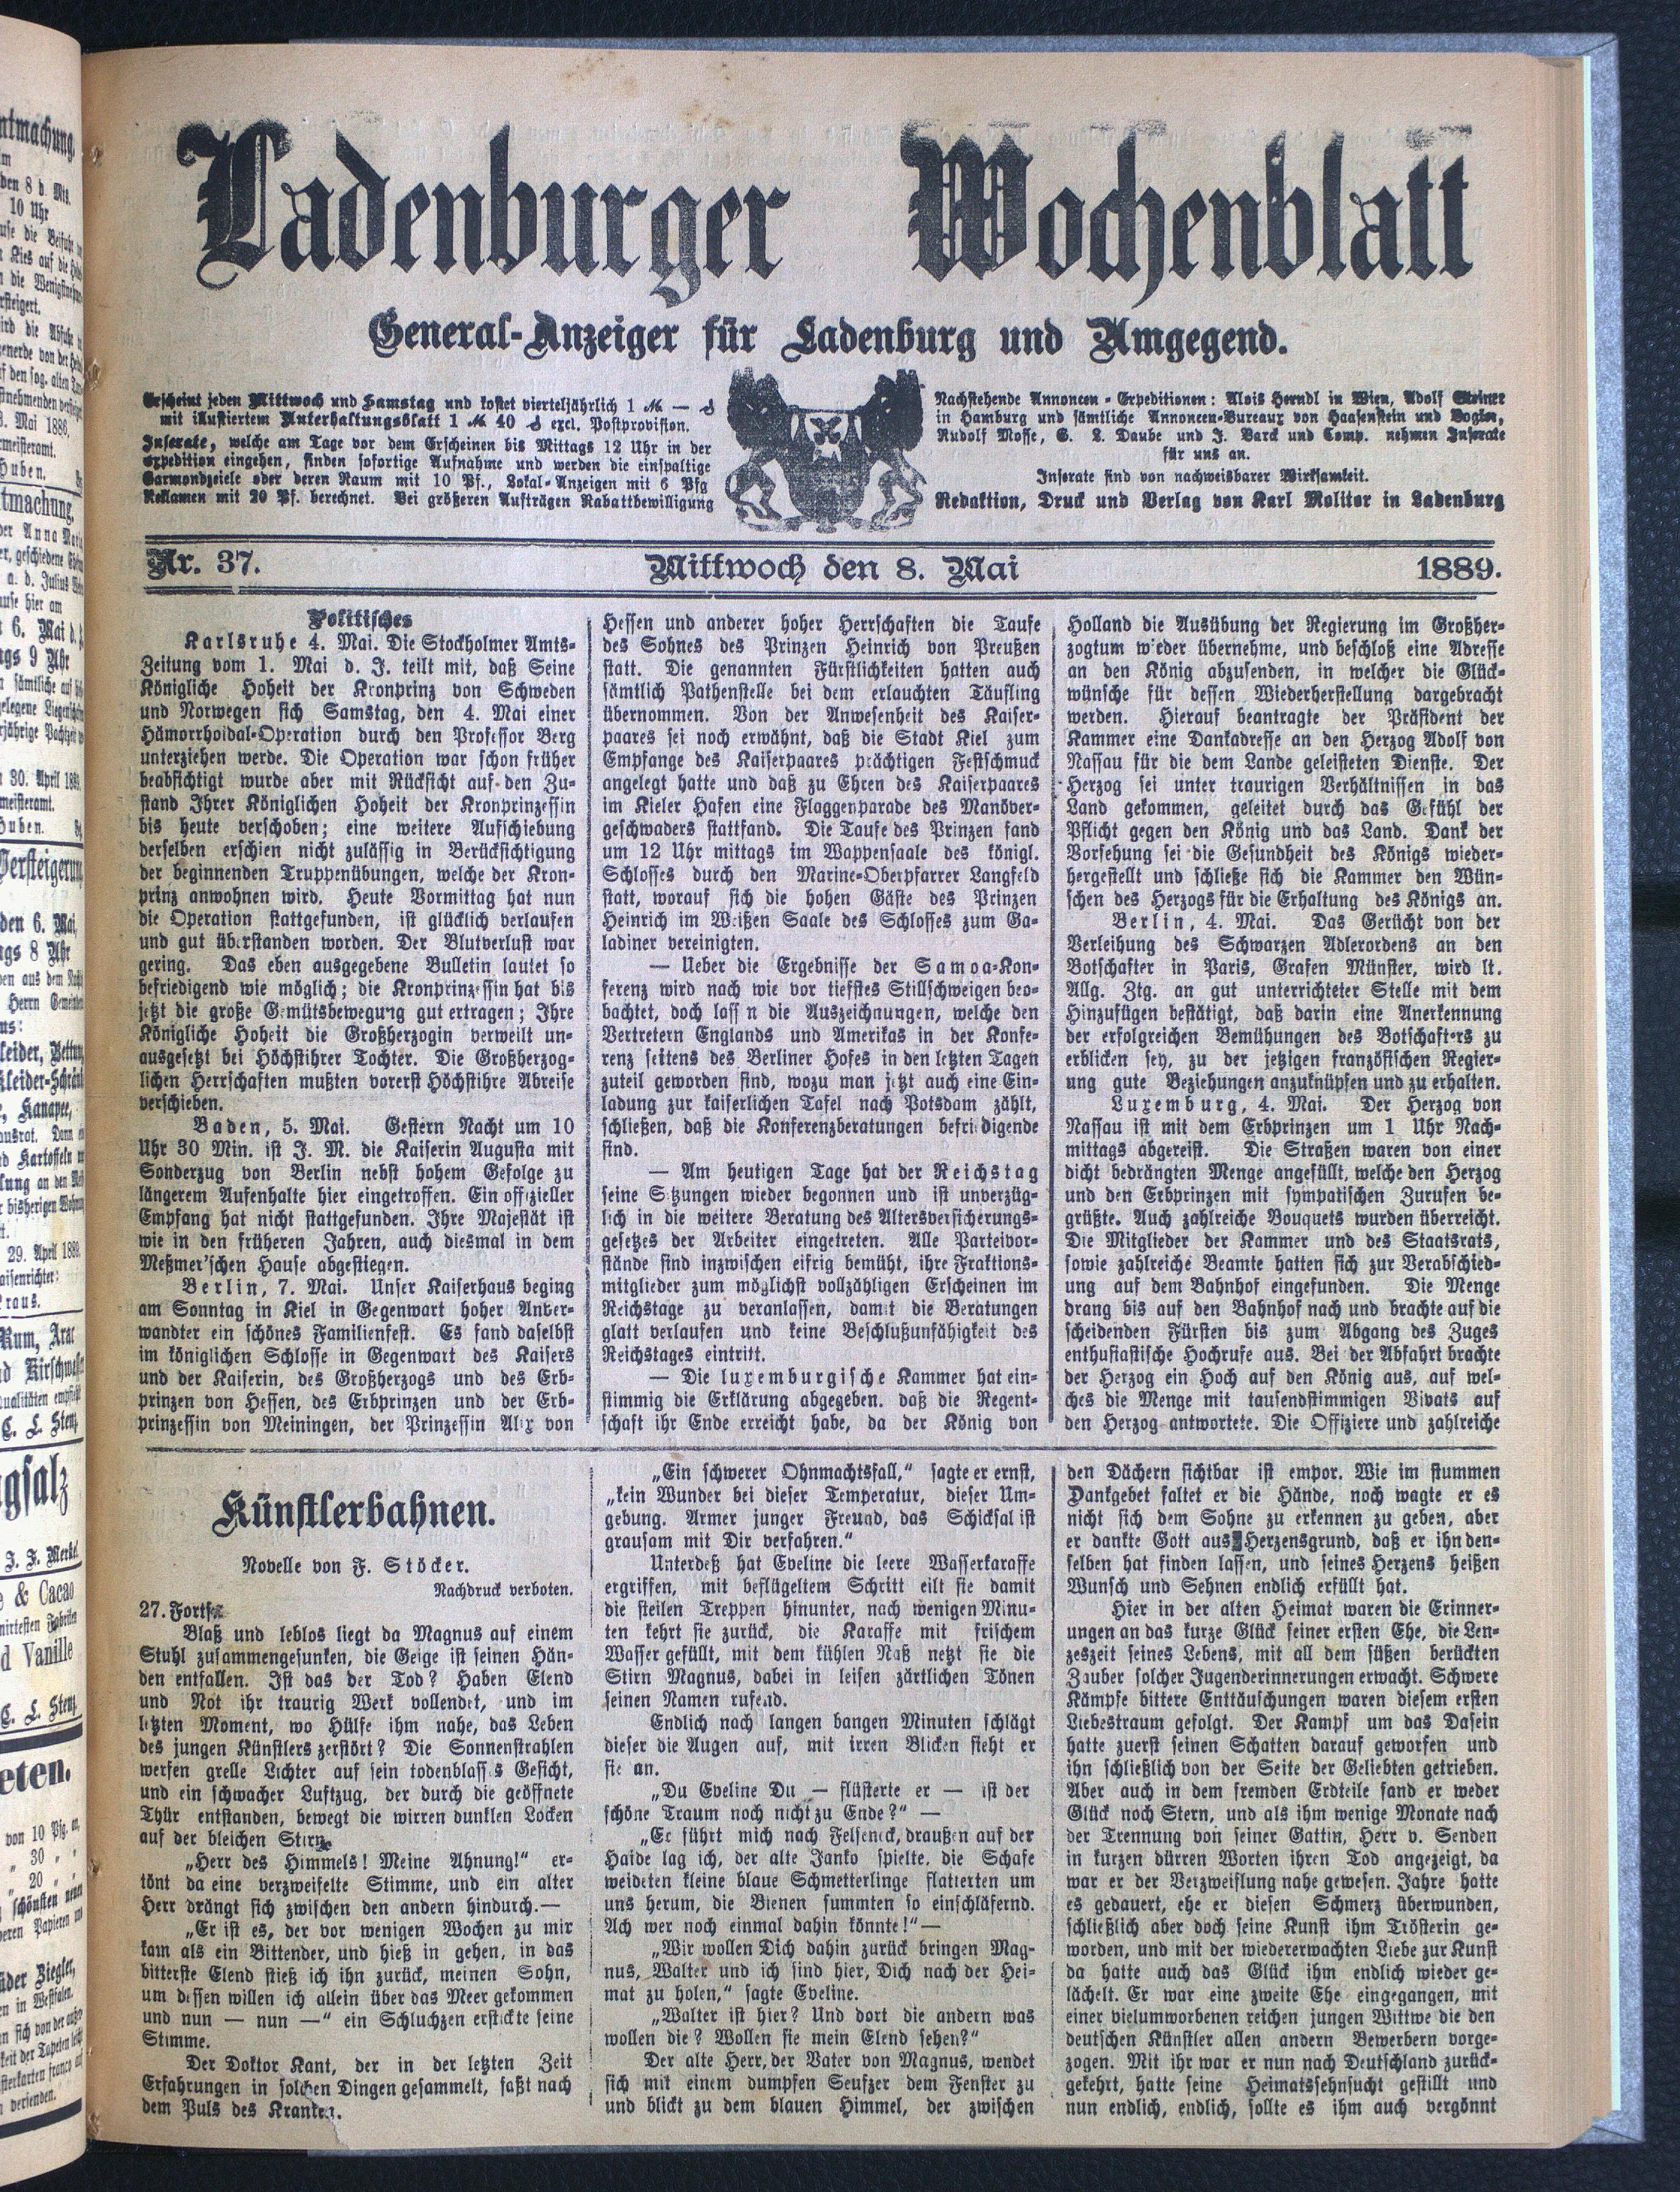 Ladenburger Wochenblatt
General-Anzeiger für Ladenburg und Umgegend.
Erscheint jeden Mittwoch und Samstag und kostet vierteljährlich 1 ℳ —
mit illustriertem Unterhaltungsblatt 1 ℳ 40 excl. Postprovision.
Inserate, welche am Tage vor dem Erscheinen bis Mittags 12 Uhr in der
Expedition eingehen, finden sofortige Aufnahme und werden die einspaltige
Garmondzeile oder deren Raum mit 10 Pf., Lokal-Anzeigen mit 6 Pfg
Reklamen mit 20 Pf. berechnet. Bei größeren Aufträgen Rabattbewilligung
Nachstehende Annoncen-Expeditionen: Alois Herndl in Wien, Adolf Steiner
in Hamburg und sämtliche Annoncen-Bureaux von Haasenstein und Vogler,
Rudolf Mosse, G. L. Daube und J. Barck und Comp. nehmen Inserate
für uns an.
Inserate sind von nachweisbarer Wirksamkeit.
Redaktion, Druck und Verlag von Karl Molitor in Ladenburg
Nr. 37. Mittwoch den 8. Mai 1889.
Politisches
Karlsruhe 4. Mai. Die Stockholmer Amts-
Zeitung vom 1. Mai d. J. teilt mit, daß Seine
Königliche Hoheit der Kronprinz von Schweden
und Norwegen sich Samstag, den 4. Mai einer
Hämorrhoidal-Operation durch den Professor Berg
unterziehen werde. Die Operation war schon früher
beabsichtigt wurde aber mit Rücksicht auf den Zu-
stand Ihrer Königlichen Hoheit der Kronprinzessin
bis heute verschoben; eine weitere Aufschiebung
derselben erschien nicht zulässig in Berücksichtigung
der beginnenden Truppenübungen, welche der Kron-
prinz anwohnen wird. Heute Vormittag hat nun
die Operation stattgefunden, ist glücklich verlaufen
und gut überstanden worden. Der Blutverlust war
gering. Das eben ausgegebene Bulletin lautet so
befriedigend wie möglich; die Kronprinzessin hat bis
jetzt die große Gemütsbewegung gut ertragen; Ihre
Königliche Hoheit die Großherzogin verweilt un-
ausgesetzt bei Höchstihrer Tochter. Die Großherzog-
lichen Herrschaften mußten vorerst Höchstihre Abreise
verschieben.
Baden, 5. Mai. Gestern Nacht um 10
Uhr 30 Min. ist J. M. die Kaiserin Augusta mit
Sonderzug von Berlin nebst hohem Gefolge zu
längerem Aufenhalte hier eingetroffen. Ein offizieller
Empfang hat nicht stattgefunden. Ihre Majestät ist
wie in den früheren Jahren, auch diesmal in dem
Meßmer'schen Hause abgestiegen.
Berlin, 7. Mai. Unser Kaiserhaus beging
am Sonntag in Kiel in Gegenwart hoher Anver-
wandter ein schönes Familienfest. Es fand daselbst
im königlichen Schlosse in Gegenwart des Kaisers
und der Kaiserin, des Großherzogs und des Erb-
prinzen von Hessen, des Erbprinzen und der Erb-
prinzessin von Meiningen, der Prinzessin Alix von
Hessen und anderer hoher Herrschaften die Taufe
des Sohnes des Prinzen Heinrich von Preußen
statt. Die genannten Fürstlichkeiten hatten auch
sämtlich Pathenstelle bei dem erlauchten Täufling
übernommen. Von der Anwesenheit des Kaiser-
paares sei noch erwähnt, daß die Stadt Kiel zum
Empfange des Kaiserpaares prächtigen Festschmuck
angelegt hatte und daß zu Ehren des Kaiserpaares
im Kieler Hafen eine Flaggenparade des Manöver-
geschwaders stattfand. Die Taufe des Prinzen fand
um 12 Uhr mittags im Wappensaale des königl.
Schlosses durch den Marine-Oberpfarrer Langfeld
statt, worauf sich die hohen Gäste des Prinzen
Heinrich im Weißen Saale des Schlosses zum Ga-
ladiner vereinigten.
— Ueber die Ergebnisse der Samoa-Kon-
ferenz wird nach wie vor tiefstes Stillschweigen beo-
bachtet, doch lass n die Auszeichnungen, welche den
Vertretern Englands und Amerikas in der Konfe-
renz seitens des Berliner Hofes in den letzten Tagen
zuteil geworden sind, wozu man jetzt auch eine Ein-
ladung zur kaiserlichen Tafel nach Potsdam zählt,
schließen, daß die Konferenzberatungen befriedigende
sind.
— Am heutigen Tage hat der Reichstag
seine Sitzungen wieder begonnen und ist unverzüg-
lich in die weitere Beratung des Altersversicherungs-
gesetzes der Arbeiter eingetreten. Alle Parteivor-
stände sind inzwischen eifrig bemüht, ihre Fraktions-
mitglieder zum möglichst vollzähligen Erscheinen im
Reichstage zu veranlassen, damit die Beratungen
glatt verlaufen und keine Beschlußunfähigkeit des
Reichstages eintritt.
— Die luxemburgische Kammer hat ein-
stimmig die Erklärung abgegeben. daß die Regent-
schaft ihr Ende erreicht habe, da der König von
Holland die Ausübung der Regierung im Großher-
zogtum wieder übernehme, und beschloß eine Adresse
an den König abzusenden, in welcher die Glück-
wünsche für dessen Wiederherstellung dargebracht
werden. Hierauf beantragte der Präsident der
Kammer eine Dankadresse an den Herzog Adolf von
Nassau für die dem Lande geleisteten Dienste. Der
Herzog sei unter traurigen Verhältnissen in das
Land gekommen, geleitet durch das Gefühl der
Pflicht gegen den König und das Land. Dank der
Vorsehung sei die Gesundheit des Königs wieder-
hergestellt und schließe sich die Kammer den Wün-
schen des Herzogs für die Erhaltung des Königs an.
Berlin, 4. Mai. Das Gerücht von der
Verleihung des Schwarzen Adlerordens an den
Botschafter in Paris, Grafen Münster, wird lt.
Allg. Ztg. an gut unterrichteter Stelle mit dem
Hinzufügen bestätigt, daß darin eine Anerkennung
der erfolgreichen Bemühungen des Botschafters zu
erblicken sey, zu der jetzigen französischen Regier-
ung gute Beziehungen anzuknüpfen und zu erhalten.
Luxemburg, 4. Mai. Der Herzog von
Nassau ist mit dem Erbprinzen um 1 Uhr Nach-
mittags abgereist. Die Straßen waren von einer
dicht bedrängten Menge angefüllt, welche den Herzog
und den Erbprinzen mit sympatischen Zurufen be-
grüßte. Auch zahlreiche Bouquets wurden überreicht.
Die Mitglieder der Kammer und des Staatsrats,
sowie zahlreiche Beamte hatten sich zur Verabschied-
ung auf dem Bahnhof eingefunden. Die Menge
drang bis auf den Bahnhof nach und brachte auf die
scheidenden Fürsten bis zum Abgang des Zuges
enthusiastische Hochrufe aus. Bei der Abfahrt brachte
der Herzog ein Hoch auf den König aus, auf wel-
ches die Menge mit tausendstimmigen Vivats auf
den Herzog antwortete. Die Offiziere und zahlreiche
Künstlerbahnen.
Novelle von F. Stöcker.
Nachdruck verboten.
27. Forts.
Blaß und leblos liegt da Magnus auf einem
Stuhl zusammengesunken, die Geige ist seinen Hän-
den entfallen. Ist das der Tod? Haben Elend
und Not ihr traurig Werk vollendet, und im
letzten Moment, wo Hülfe ihm nahe, das Leben
des jungen Künstlers zerstört? Die Sonnenstrahlen
werfen grelle Lichter auf sein todenblasses Gesicht,
und ein schwacher Luftzug, der durch die geöffnete
Thür entstanden, bewegt die wirren dunklen Locken
auf der bleichen Stirn.
„Herr des Himmels! Meine Ahnung!“ er-
tönt da eine verzweifelte Stimme, und ein alter
Herr drängt sich zwischen den andern hindurch.—
„Er ist es, der vor wenigen Wochen zu mir
kam als ein Bittender, und hieß in gehen, in das
bitterste Elend stieß ich ihn zurück, meinen Sohn,
um dessen willen ich allein über das Meer gekommen
und nun — nun —“ ein Schluchzen erstickte seine
Stimme.
Der Doktor Kant, der in der letzten Zeit
Erfahrungen in solchen Dingen gesammelt, faßt nach
dem Puls des Kranken.
„Ein schwerer Ohnmachtsfall,“ sagte er ernst,
„kein Wunder bei dieser Temperatur, dieser Um-
gebung. Armer junger Freund, das Schicksal ist
grausam mit Dir verfahren.“
Unterdeß hat Eveline die leere Wasserkaraffe
ergriffen, mit beflügeltem Schritt eilt sie damit
die steilen Treppen hinunter, nach wenigen Minu-
ten kehrt sie zurück, die Karaffe mit frischem
Wasser gefüllt, mit dem kühlen Naß netzt sie die
Stirn Magnus, dabei in leisen zärtlichen Tönen
seinen Namen rufend.
Endlich nach langen bangen Minuten schlägt
dieser die Augen auf, mit irren Blicken sieht er
sie an.
„Du Eveline Du — flüsterte er — ist der
schöne Traum noch nicht zu Ende?“ —
„Er führt mich nach Felseneck, draußen auf der
Haide lag ich, der alte Janko spielte, die Schafe
weideten kleine blaue Schmetterlinge flatterten um
uns herum, die Bienen summten so einschläfernd.
Ach wer noch einmal dahin könnte!“—
„Wir wollen Dich dahin zurück bringen Mag-
nus, Walter und ich sind hier, Dich nach der Hei-
mat zu holen,“ sagte Eveline.
„Walter ist hier? Und dort die andern was
wollen die? Wollen sie mein Elend sehen?“
Der alte Herr, der Vater von Magnus, wendet
sich mit einem dumpfen Seufzer dem Fenster zu
und blickt zu dem blauen Himmel, der zwischen
den Dächern sichtbar ist empor. Wie im stummen
Dankgebet faltet er die Hände, noch wagte er es
nicht sich dem Sohne zu erkennen zu geben, aber
er dankte Gott aus Herzensgrund, daß er ihn den-
selben hat finden lassen, und seines Herzens heißen
Wunsch und Sehnen endlich erfüllt hat.
Hier in der alten Heimat waren die Erinner-
ungen an das kurze Glück seiner ersten Ehe, die Len-
zeszeit seines Lebens, mit all dem süßen berückten
Zauber solcher Jugenderinnerungen erwacht. Schwere
Kämpfe bittere Enttäuschungen waren diesem ersten
Liebestraum gefolgt. Der Kampf um das Dasein
hatte zuerst seinen Schatten darauf geworfen und
ihn schließlich von der Seite der Geliebten getrieben.
Aber auch in dem fremden Erdteile fand er weder
Glück noch Stern, und als ihm wenige Monate nach
der Trennung von seiner Gattin, Herr v. Senden
in kurzen dürren Worten ihren Tod angezeigt, da
war er der Verzweiflung nahe gewesen. Jahre hatte
es gedauert, ehe er diesen Schmerz überwunden,
schließlich aber doch seine Kunst ihm Trösterin ge-
worden, und mit der wiedererwachten Liebe zur Kunst
da hatte auch das Glück ihm endlich wieder ge-
lächelt. Er war eine zweite Ehe eingegangen, mit
einer vielumworbenen reichen jungen Wittwe die den
deutschen Künstler allen andern Bewerbern vorge-
zogen. Mit ihr war er nun nach Deutschland zurück-
gekehrt, hatte seine Heimatssehnsucht gestillt und
nun endlich, endlich, sollte es ihm auch vergönnt